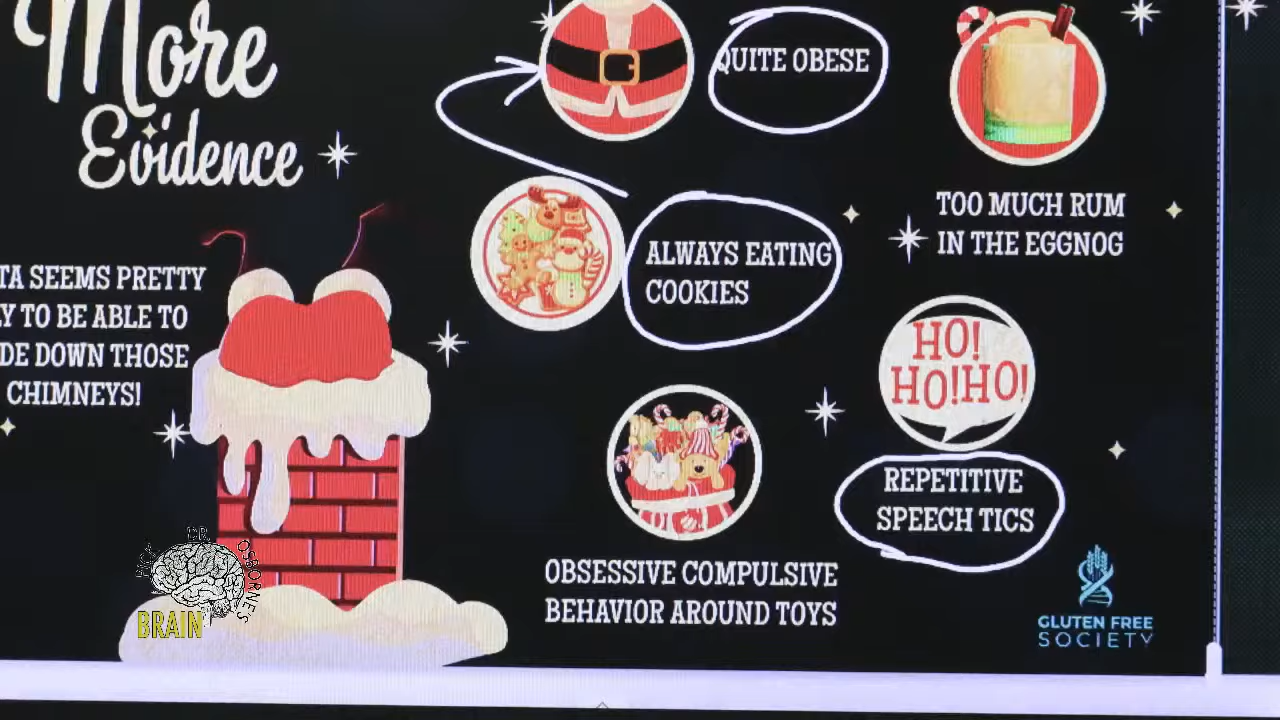 More
Evidence
TA SEEMS PRETTY
Y TO BE ABLE TO
DE DOWN THOSE
CHIMNEYS!
QUITE OBESE
ALWAYS EATING
COOKIES
TOO MUCH RUM
IN THE EGGNOG
HO!
HO!HO!
REPETITIVE
SPEECH TICS
OBSESSIVE COMPULSIVE
BEHAVIOR AROUND TOYS
GLUTEN FREE
SOCIETY
DR. OSBORNE'S
BRAIN